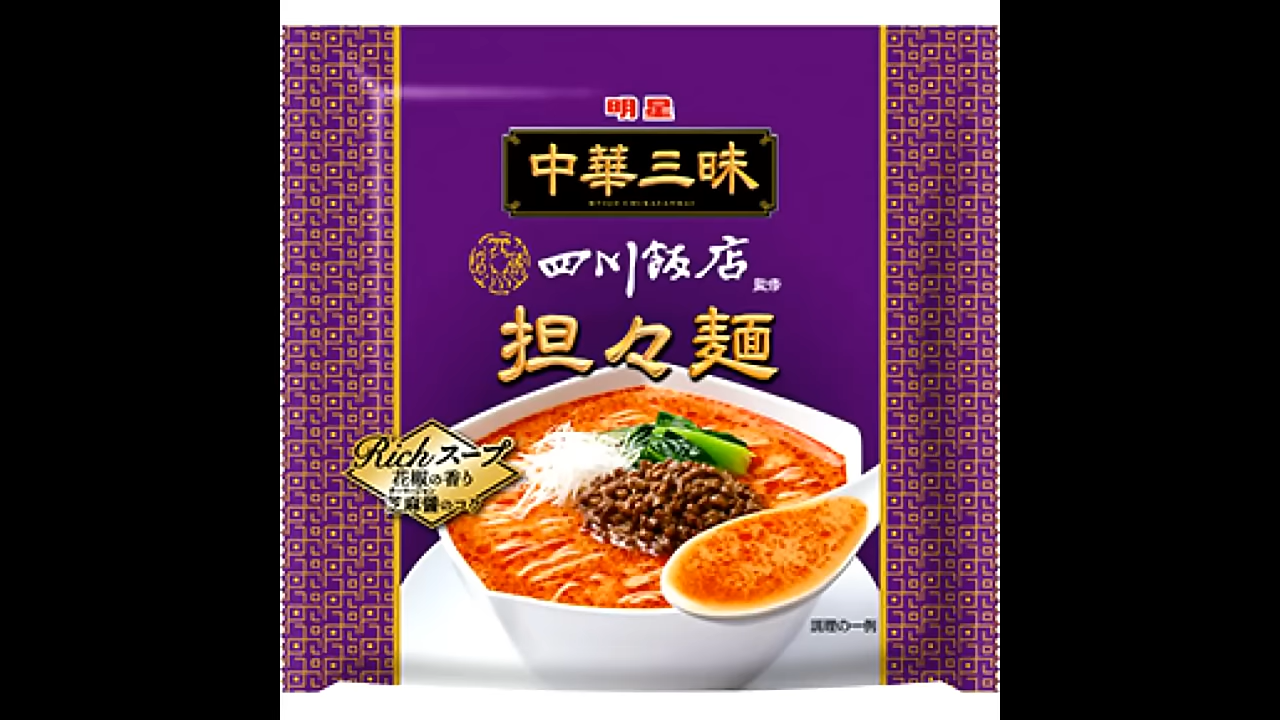 明星
中華三昧
四川飯店
監修
担々麺
Richスープ
花椒の香り
芝麻醤のコク
調理の一例